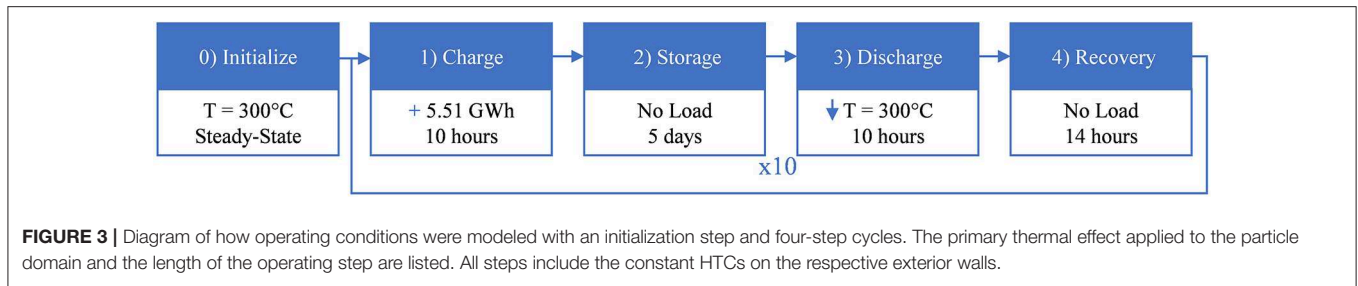 0) Initialize
T = 300°C
Steady-State
1) Charge
+ 5.51 GWh
10 hours
2) Storage
No Load
5 days
3) Discharge
T = 300°C
10 hours
4) Recovery
No Load
14 hours
x10
FIGURE 3 | Diagram of how operating conditions were modeled with an initialization step and four-step cycles. The primary thermal effect applied to the particle
domain and the length of the operating step are listed. All steps include the constant HTCs on the respective exterior walls.